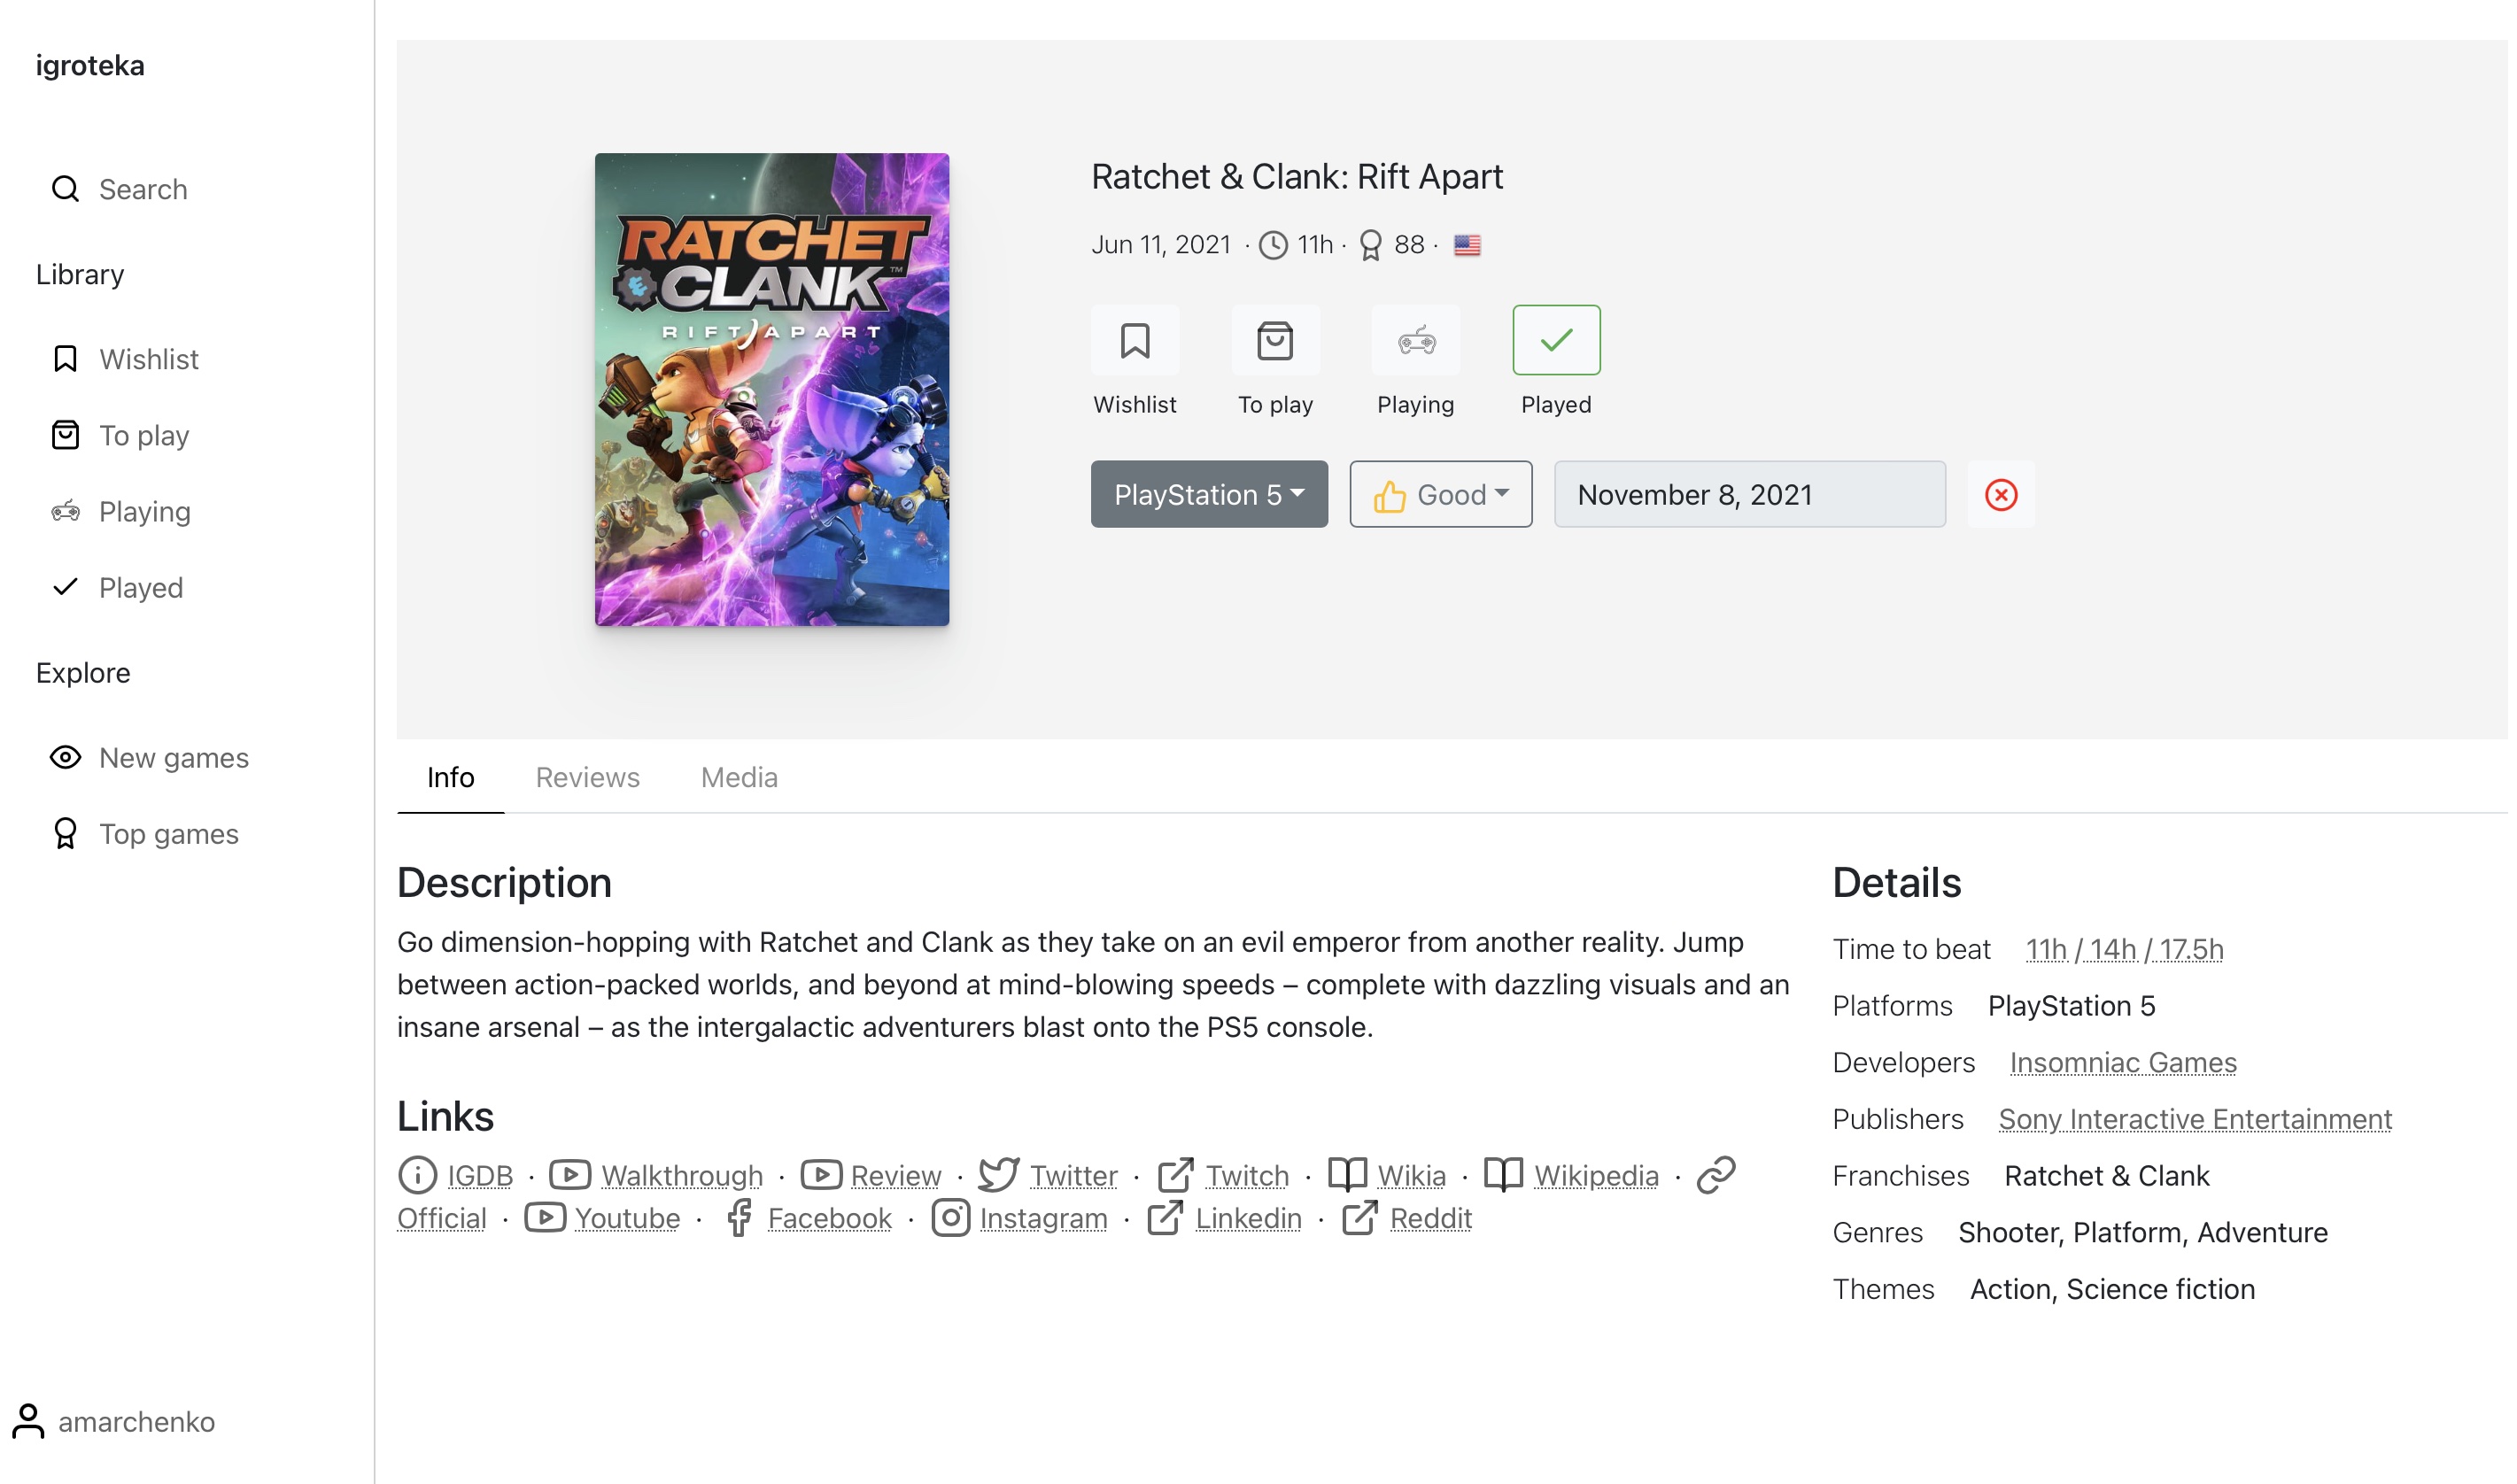 igroteka
Search
Library
Wishlist
To play
Playing
Played
Explore
New games
Top games
amarchenko
RATCHET
CLANK™
RIFT APART
Ratchet & Clank: Rift Apart
Jun 11, 2021 · 11h · 88 ·
Wishlist To play Playing Played
PlayStation 5 Good November 8, 2021
Info Reviews Media
Description
Go dimension-hopping with Ratchet and Clank as they take on an evil emperor from another reality. Jump
between action-packed worlds, and beyond at mind-blowing speeds – complete with dazzling visuals and an
insane arsenal – as the intergalactic adventurers blast onto the PS5 console.
Links
IGDB · Walkthrough · Review · Twitter · Twitch · Wikia · Wikipedia ·
Official · Youtube · Facebook · Instagram · Linkedin · Reddit
Details
Time to beat 11h / 14h / 17.5h
Platforms PlayStation 5
Developers Insomniac Games
Publishers Sony Interactive Entertainment
Franchises Ratchet & Clank
Genres Shooter, Platform, Adventure
Themes Action, Science fiction